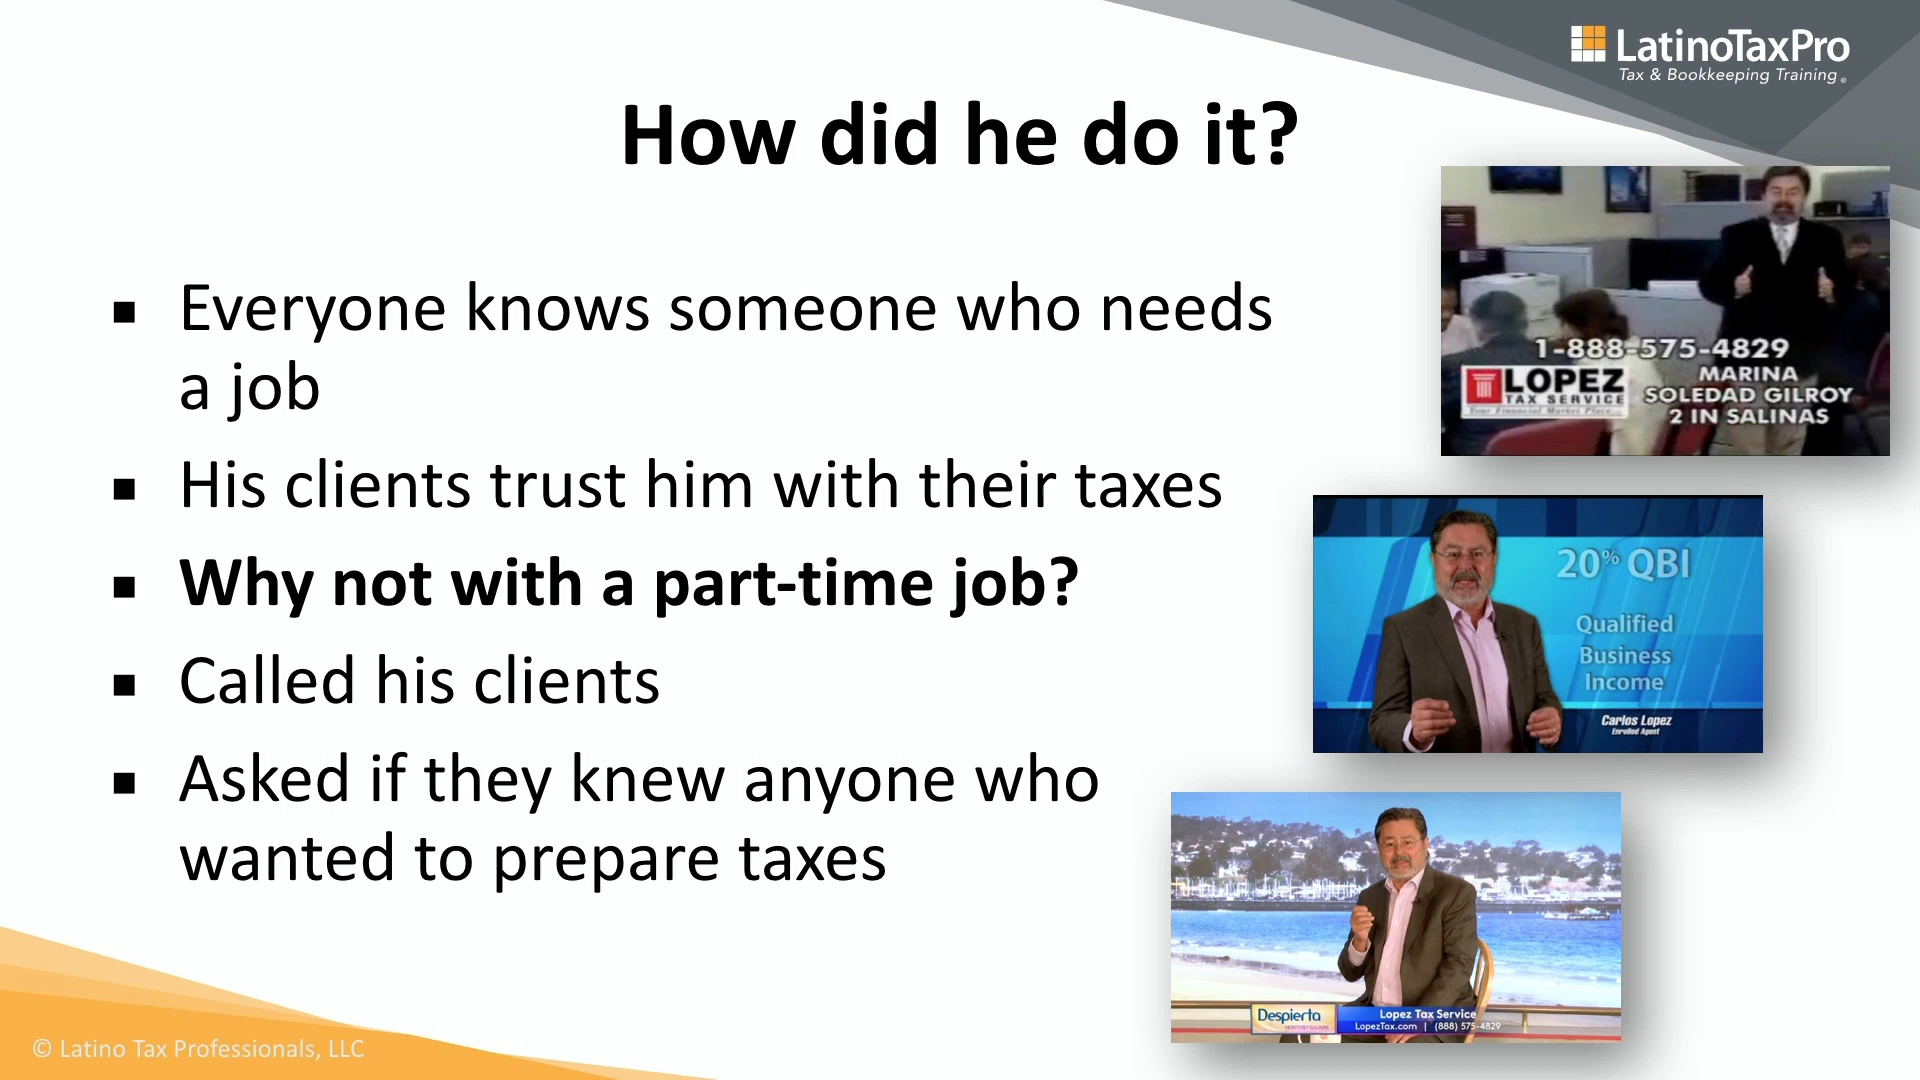 LatinoTaxPro
Tax & Bookkeeping Training®
How did he do it?
Everyone knows someone who needs
a job
His clients trust him with their taxes
Why not with a part-time job?
Called his clients
Asked if they knew anyone who
wanted to prepare taxes
1-888-575-4829
LOPEZ
TAX SERVICE
Your Financial Market Place...
MARINA
SOLEDAD GILROY
2 IN SALINAS
20% QBI
Qualified
Business
Income
Carlos Lopez
Enrolled Agent
Despierta
Lopez Tax Service
LopezTax.com | (888) 575-4829
© Latino Tax Professionals, LLC